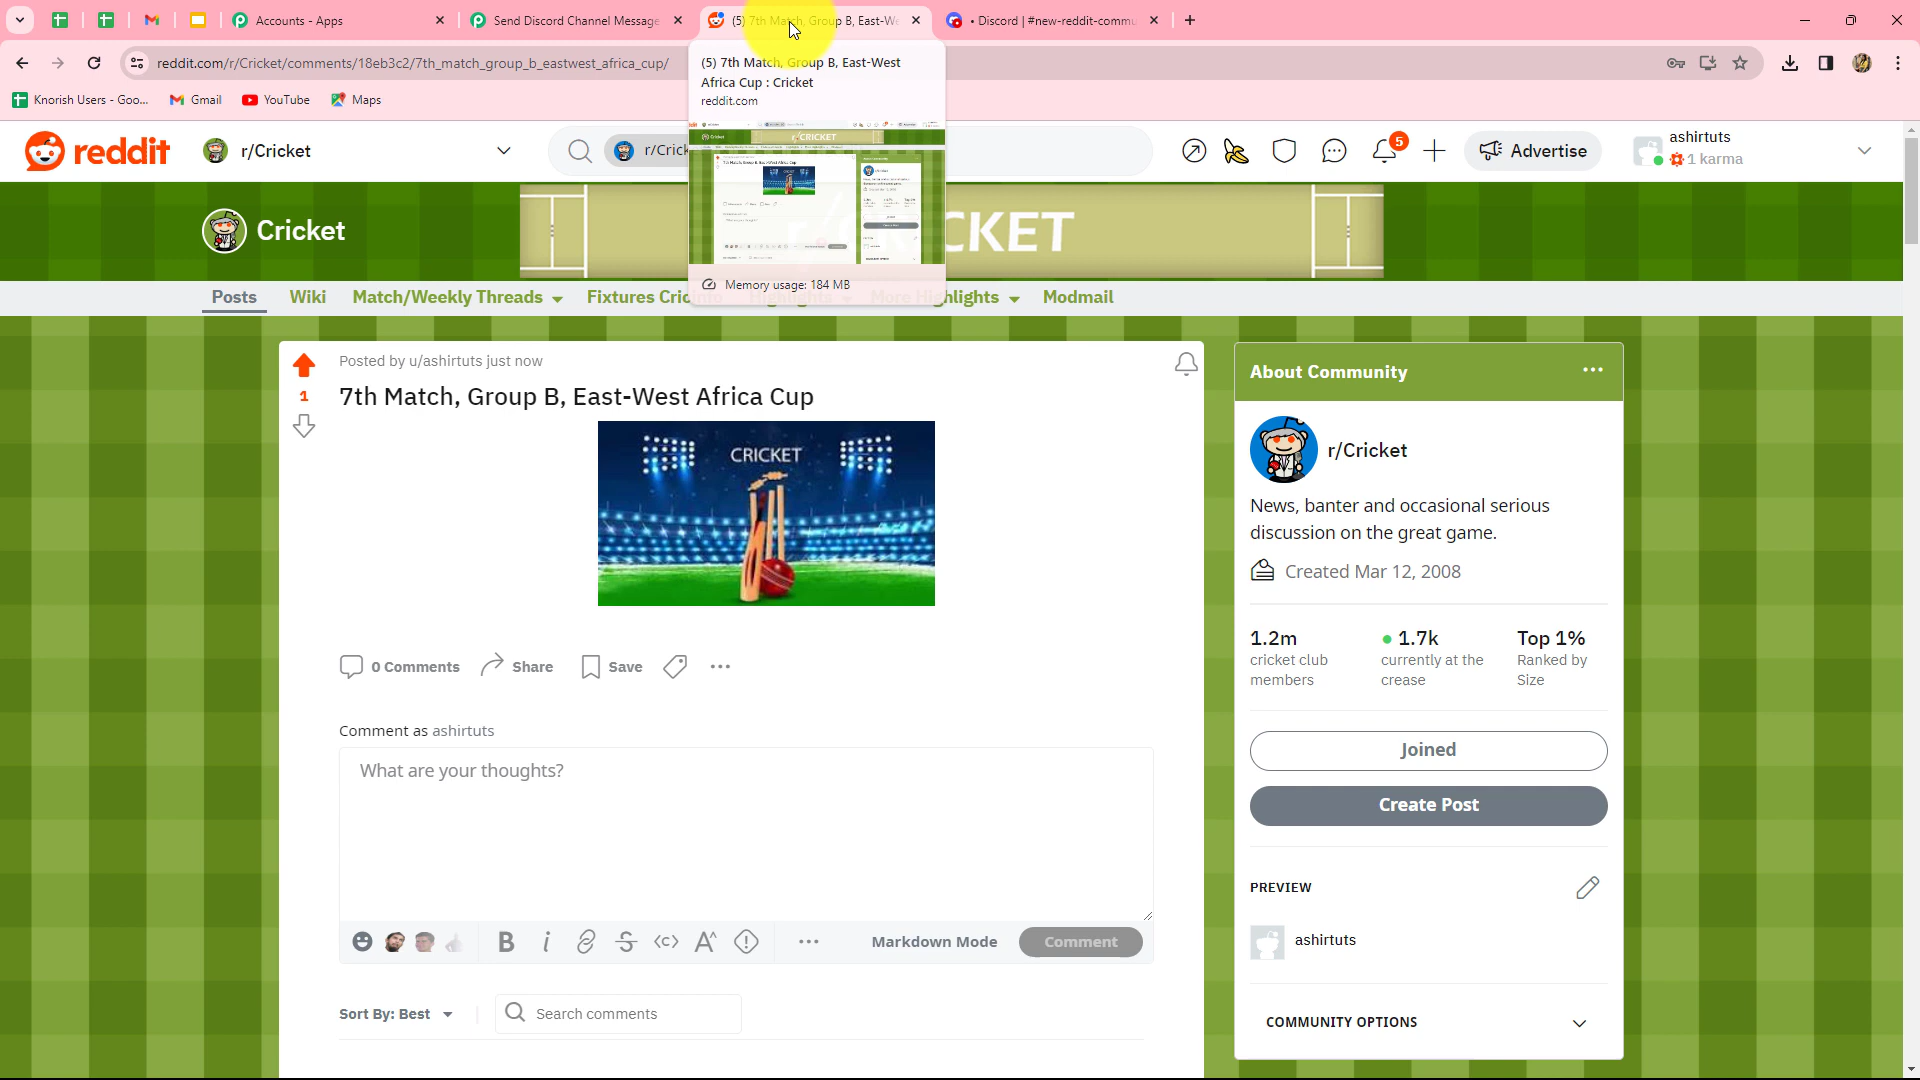 Accounts - Apps
Send Discord Channel Message
(5) 7th Match, Group B, East-We
• Discord | #new-reddit-commu
reddit.com/r/Cricket/comments/18eb3c2/7th_match_group_b_eastwest_africa_cup/
(5) 7th Match, Group B, East-West
Africa Cup : Cricket
reddit.com
Knorish Users - Goo...
Gmail
YouTube
Maps
reddit
r/Cricket
r/Crick
5
Advertise
ashirtuts
1 karma
Cricket
CKET
Memory usage: 184 MB
Posts
Wiki
Match/Weekly Threads
Fixtures
Highlights
More Highlights
Modmail
Posted by u/ashirtuts just now
1
7th Match, Group B, East-West Africa Cup
CRICKET
0 Comments
Share
Save
Comment as ashirtuts
What are your thoughts?
Markdown Mode
Comment
Sort By: Best
Search comments
About Community
r/Cricket
News, banter and occasional serious
discussion on the great game.
Created Mar 12, 2008
1.2m
cricket club
members
1.7k
currently at the
crease
Top 1%
Ranked by
Size
Joined
Create Post
PREVIEW
ashirtuts
COMMUNITY OPTIONS